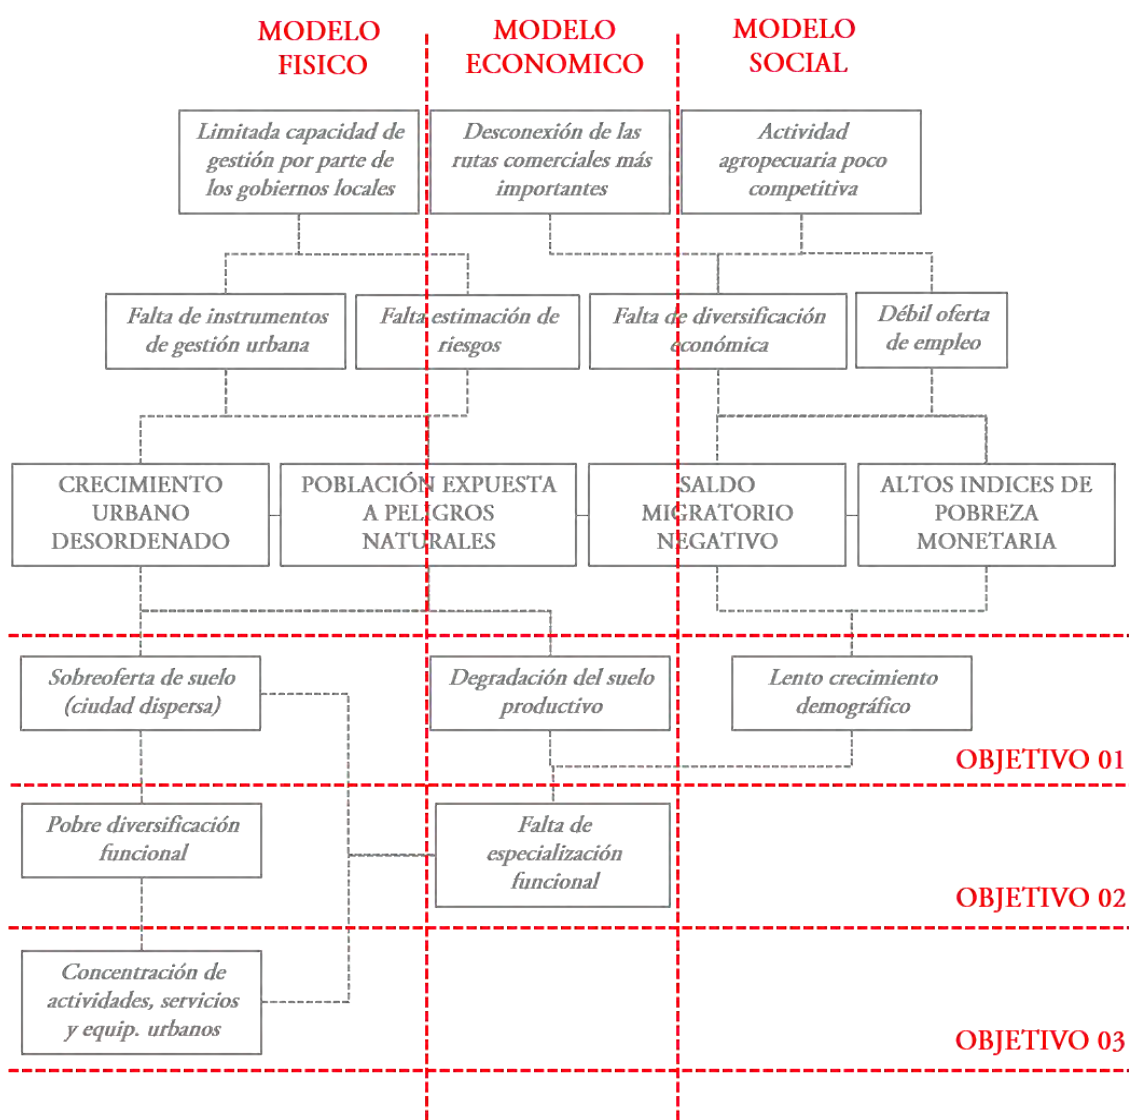 MODELO
FISICO
MODELO
ECONOMICO
MODELO
SOCIAL
Limitada capacidad de
gestión por parte de
los gobiernos locales
Desconexión de las
rutas comerciales más
importantes
Actividad
agropecuaria poco
competitiva
Falta de instrumentos
de gestión urbana
Falta estimación de
riesgos
Falta de diversificación
económica
Débil oferta
de empleo
CRECIMIENTO
URBANO
DESORDENADO
POBLACIÓN EXPUESTA
A PELIGROS
NATURALES
SALDO
MIGRATORIO
NEGATIVO
ALTOS INDICES DE
POBREZA
MONETARIA
Sobreoferta de suelo
(ciudad dispersa)
Degradación del suelo
productivo
Lento crecimiento
demográfico
OBJETIVO 01
Pobre diversificación
funcional
Falta de
especialización
funcional
OBJETIVO 02
Concentración de
actividades, servicios
y equip. urbanos
OBJETIVO 03